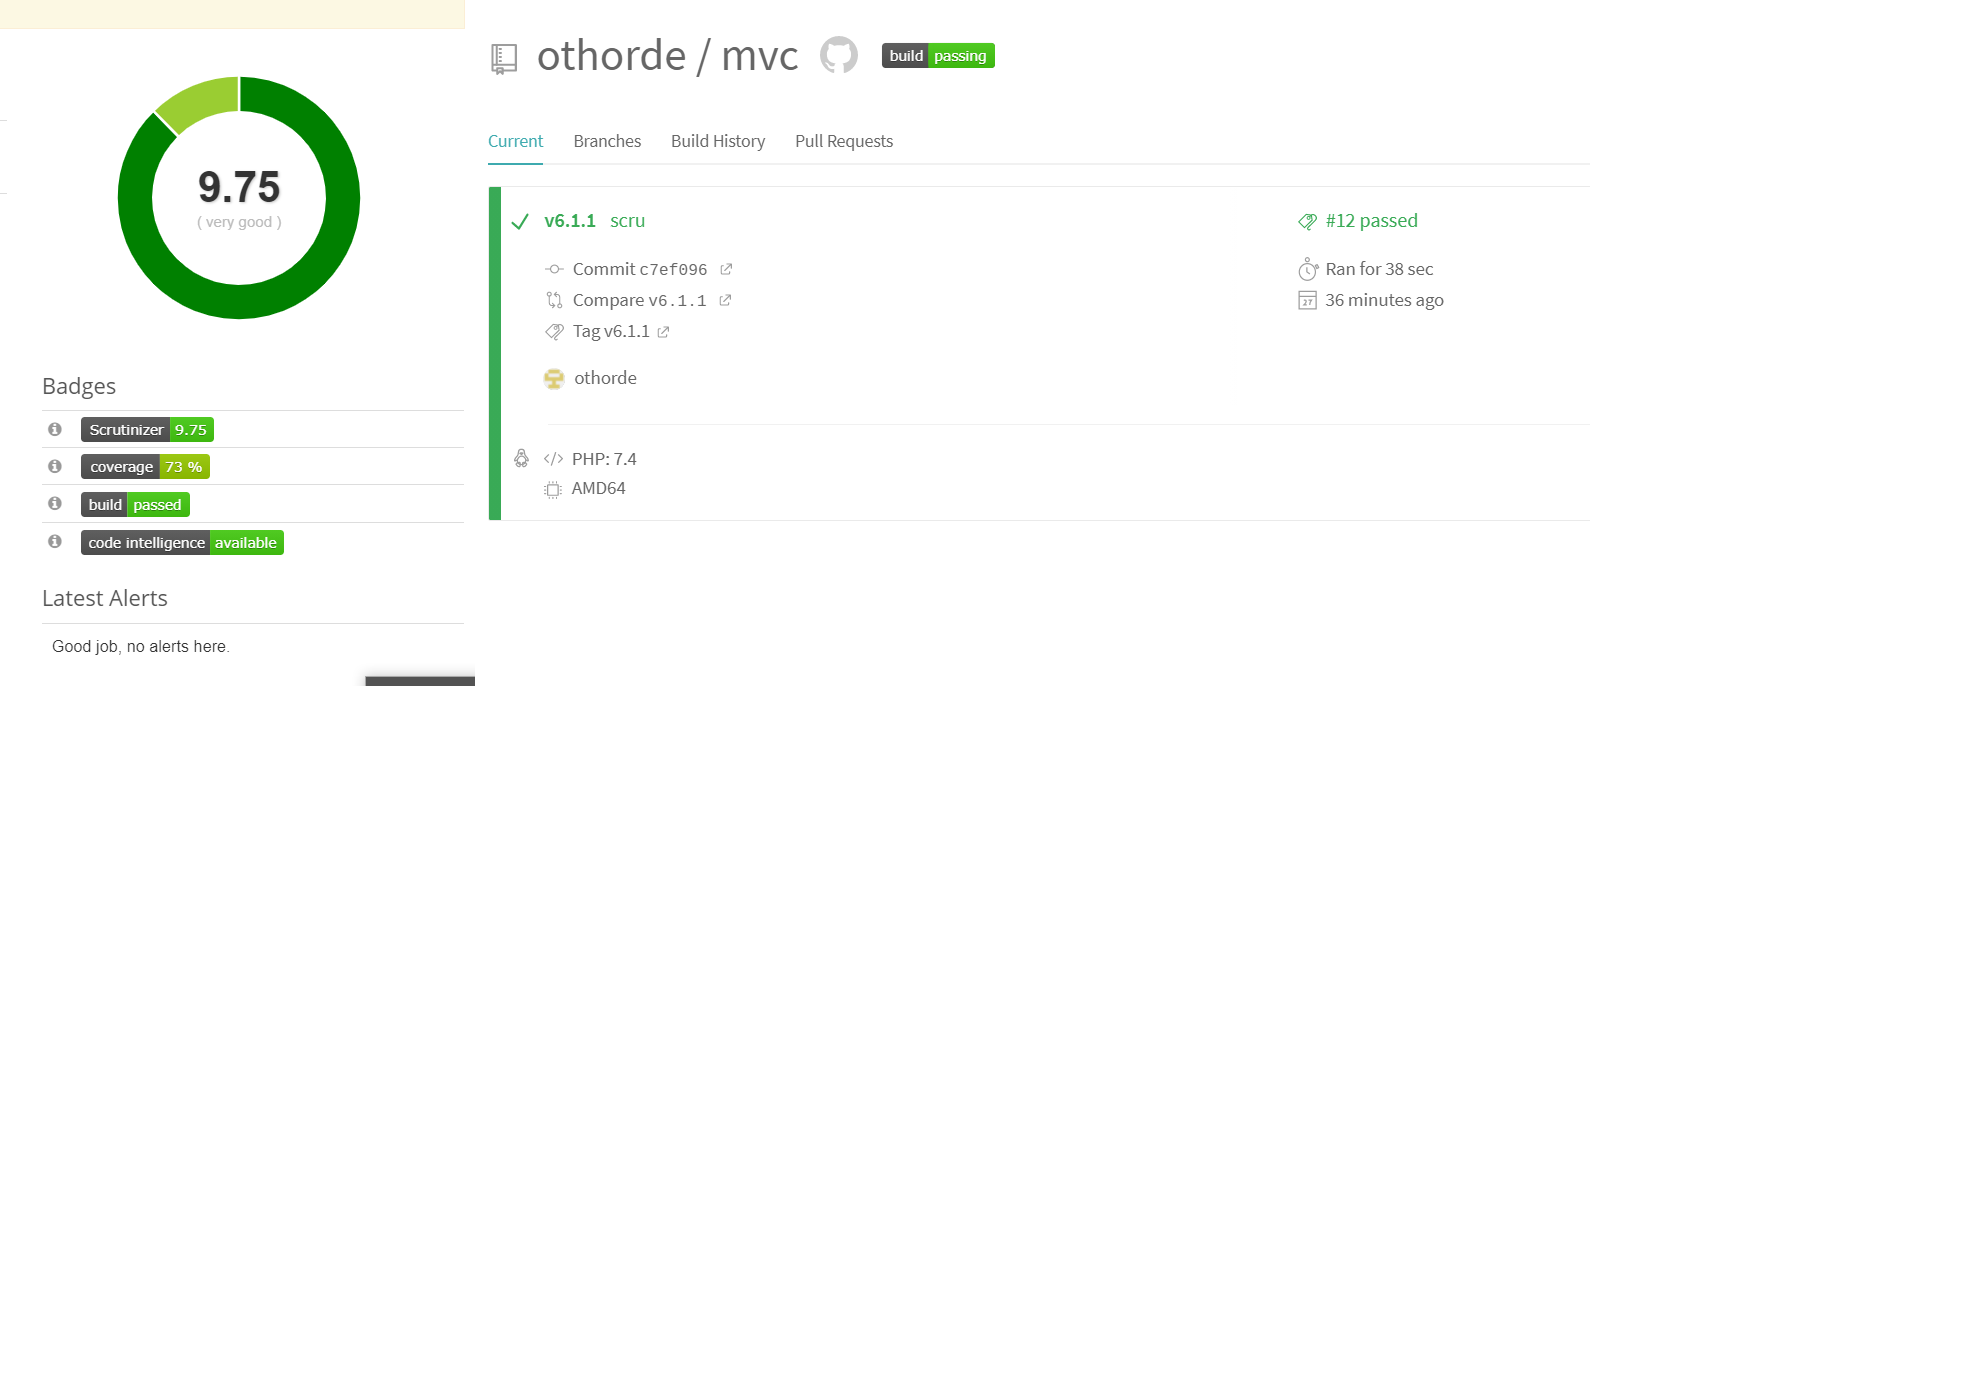 9.75
( very good )
Badges
Scrutinizer 9.75
coverage 73 %
build passed
code intelligence available
Latest Alerts
Good job, no alerts here.
othorde / mvc build passing
Current Branches Build History Pull Requests
v6.1.1 scru
Commit c7ef096
Compare v6.1.1
Tag v6.1.1
othorde
PHP: 7.4
AMD64
#12 passed
Ran for 38 sec
27 36 minutes ago